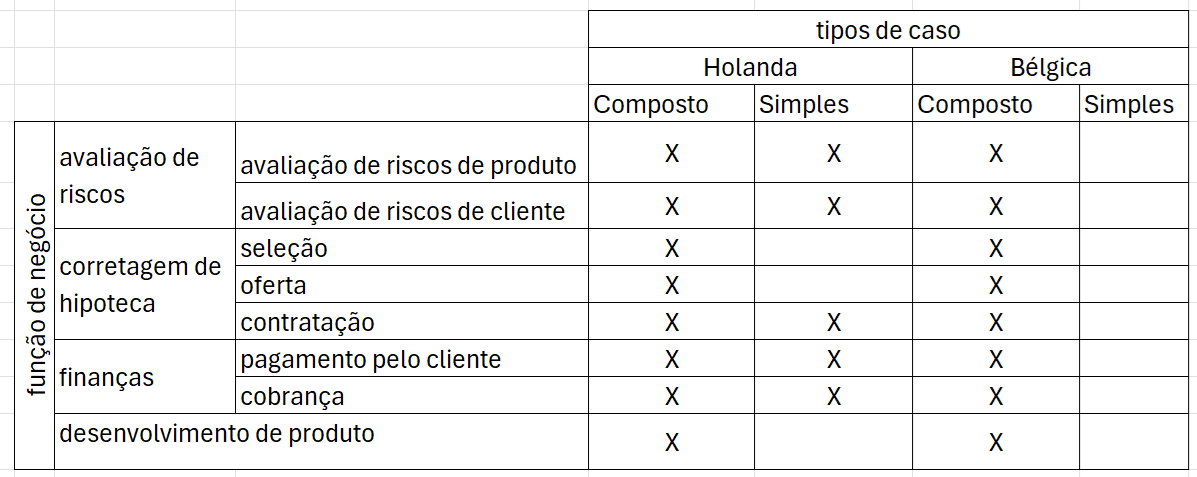 tipos de caso
Holanda Bélgica
Composto Simples Composto Simples
função de negócio
avaliação de
riscos
avaliação de riscos de produto X X X
avaliação de riscos de cliente X X X
corretagem de
hipoteca
seleção X X
oferta X X
contratação X X X
finanças
pagamento pelo cliente X X X
cobrança X X X
desenvolvimento de produto X X